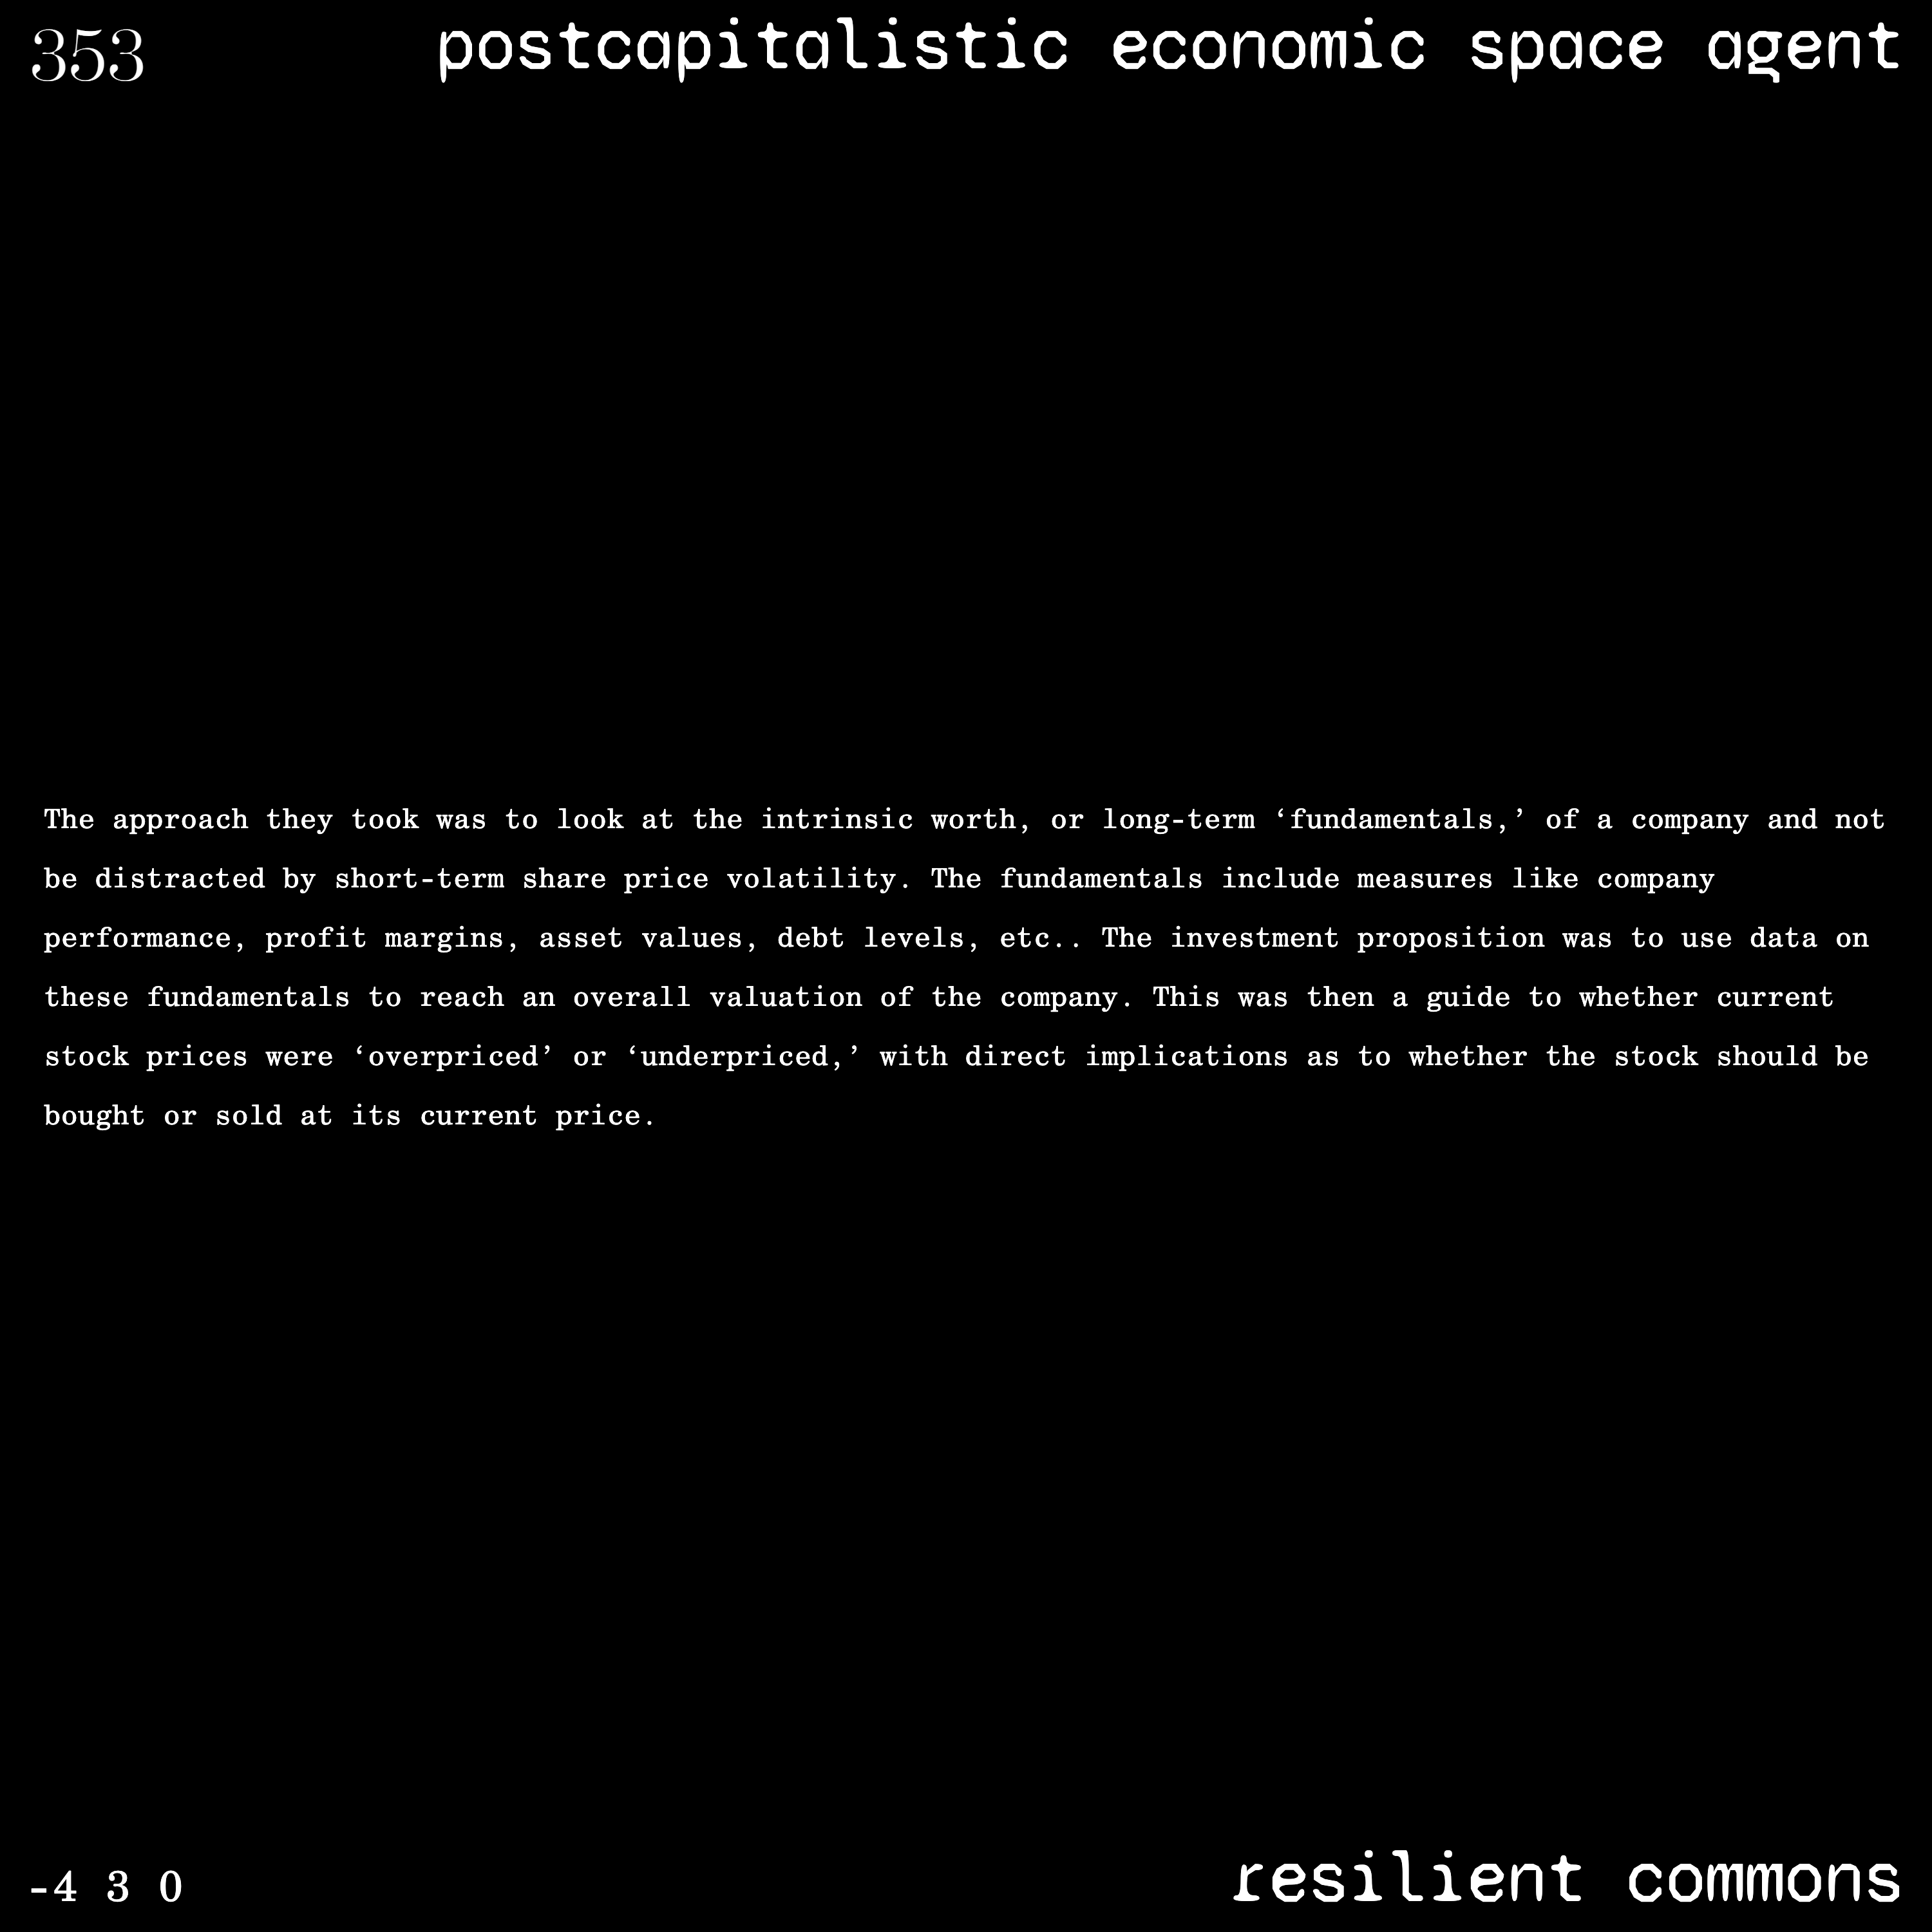 353
postcapitalistic economic space agent
The approach they took was to look at the intrinsic worth, or long-term ‘fundamentals,’ of a company and not
be distracted by short-term share price volatility. The fundamentals include measures like company
performance, profit margins, asset values, debt levels, etc.. The investment proposition was to use data on
these fundamentals to reach an overall valuation of the company. This was then a guide to whether current
stock prices were ‘overpriced’ or ‘underpriced,’ with direct implications as to whether the stock should be
bought or sold at its current price.
-4 3 0
resilient commons